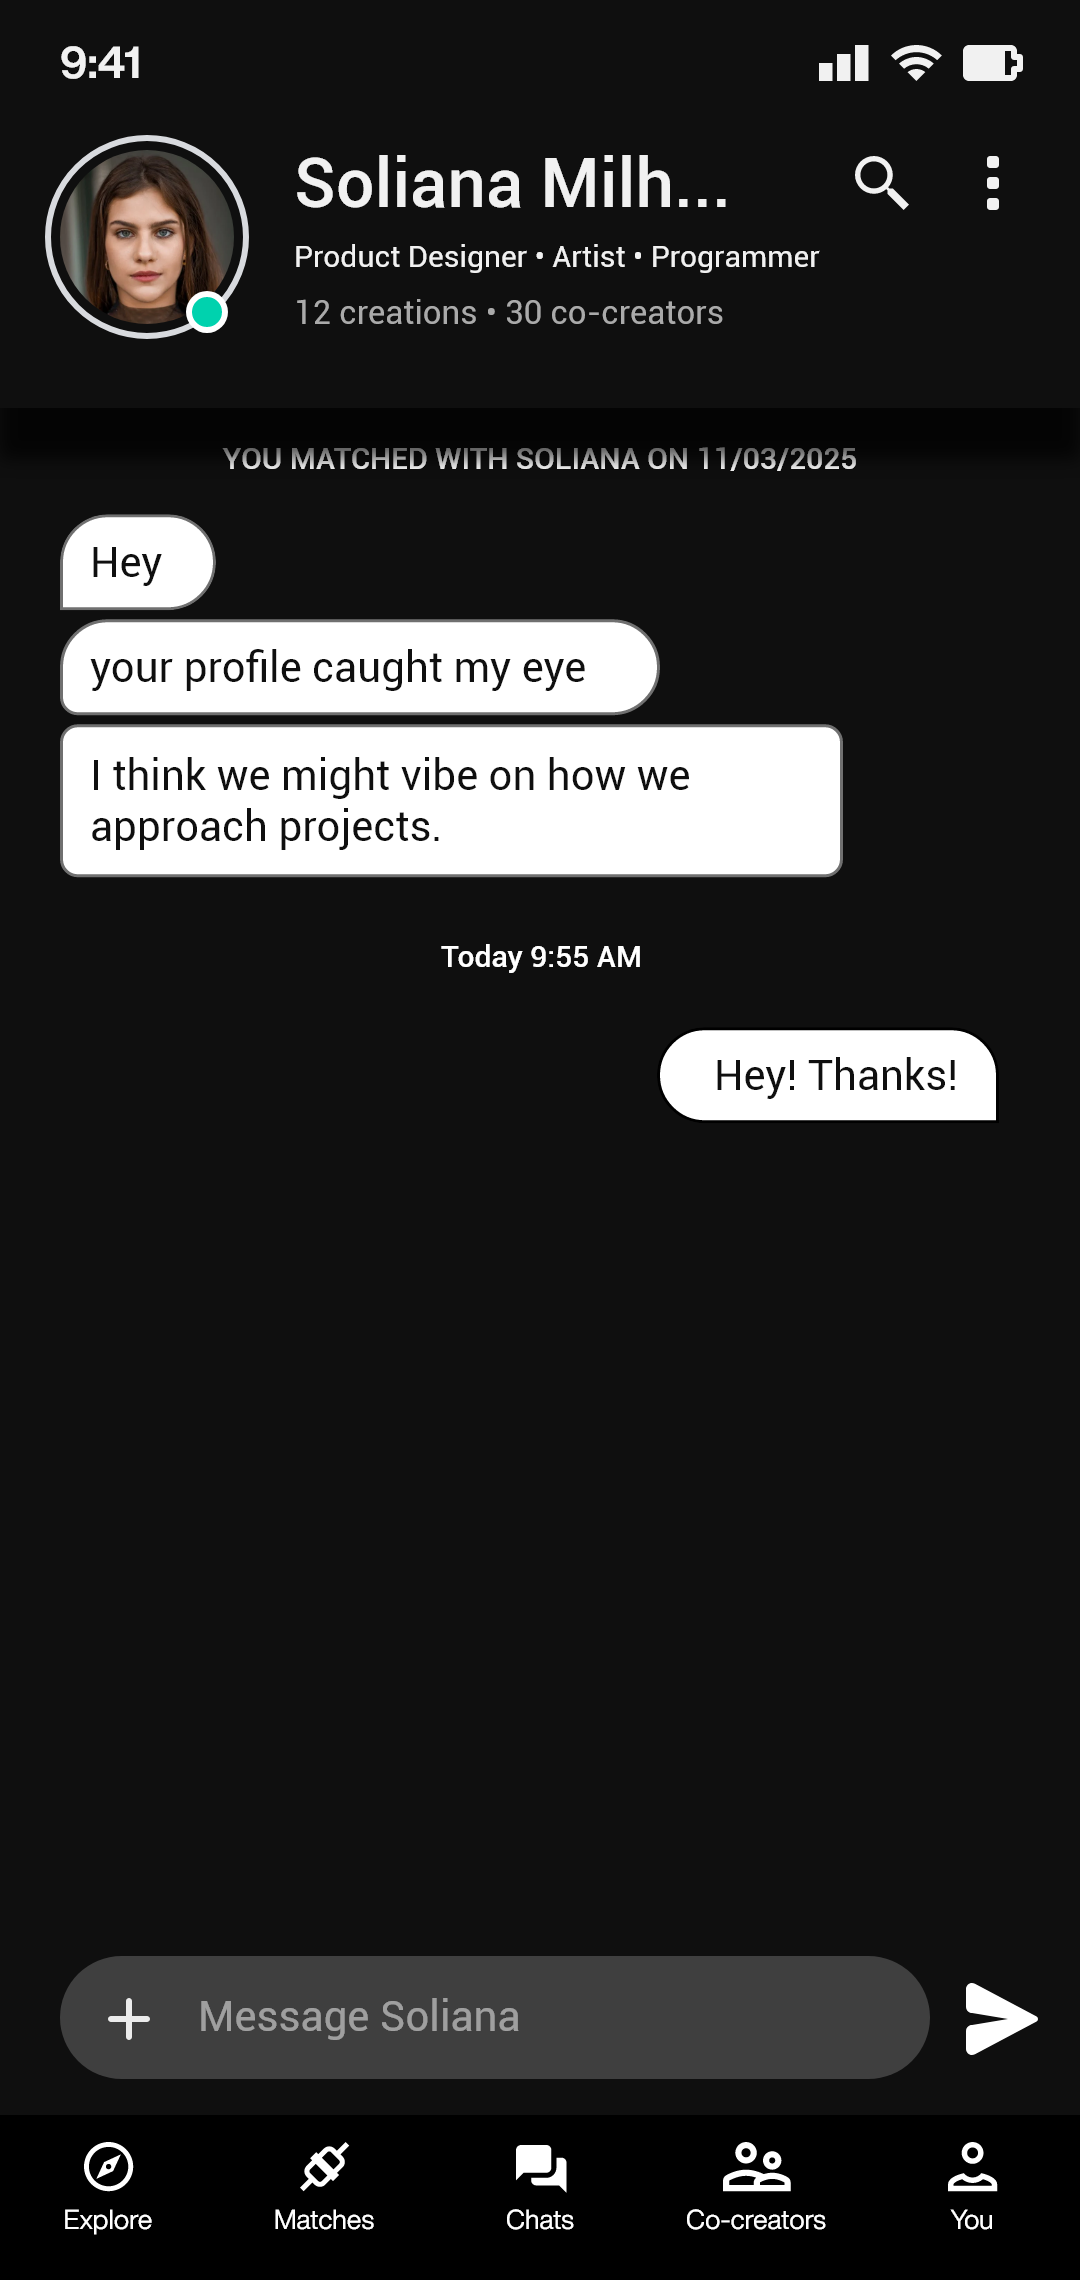 9:41
Soliana Milh...
Product Designer • Artist • Programmer
12 creations • 30 co-creators
YOU MATCHED WITH SOLIANA ON 11/03/2025
Hey
your profile caught my eye
I think we might vibe on how we
approach projects.
Today 9:55 AM
Hey! Thanks!
Message Soliana
Explore
Matches
Chats
Co-creators
You